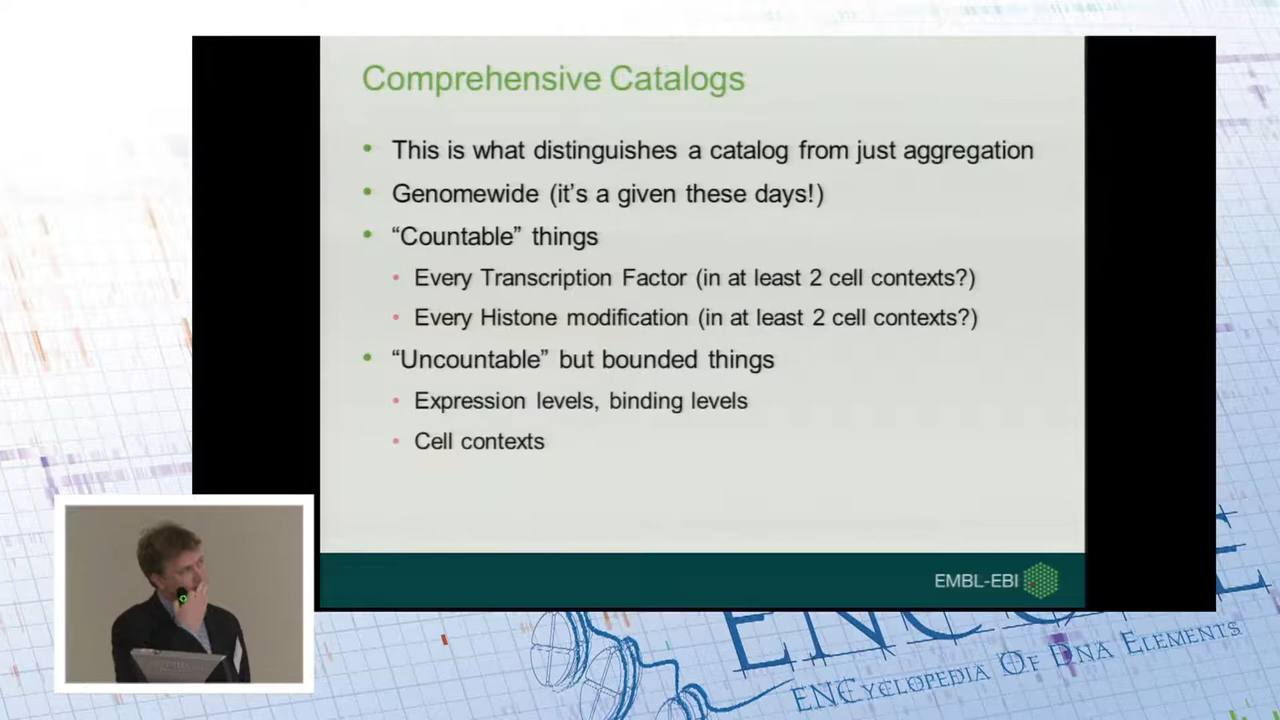 Comprehensive Catalogs
• This is what distinguishes a catalog from just aggregation
• Genomewide (it’s a given these days!)
• “Countable” things
• Every Transcription Factor (in at least 2 cell contexts?)
• Every Histone modification (in at least 2 cell contexts?)
• “Uncountable” but bounded things
• Expression levels, binding levels
• Cell contexts
EMBL-EBI
ENCODE
ENCYCLOPEDIA OF DNA ELEMENTS